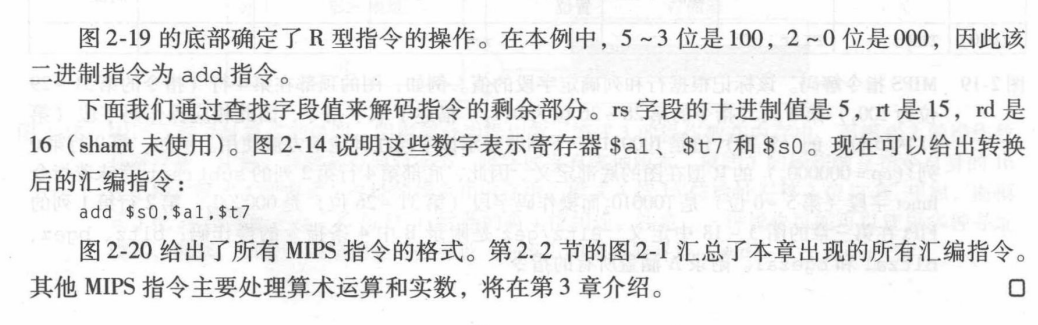 图 2-19 的底部确定了 R 型指令的操作。在本例中，5 ~ 3 位是 100，2 ~ 0 位是 000，因此该
二进制指令为 add 指令。
下面我们通过查找字段值来解码指令的剩余部分。rs 字段的十进制值是 5，rt 是 15，rd 是
16（shamt 未使用）。图 2-14 说明这些数字表示寄存器 $a1、$t7 和 $s0。现在可以给出转换
后的汇编指令：
add $s0,$a1,$t7
图 2-20 给出了所有 MIPS 指令的格式。第 2.2 节的图 2-1 汇总了本章出现的所有汇编指令。
其他 MIPS 指令主要处理算术运算和实数，将在第 3 章介绍。